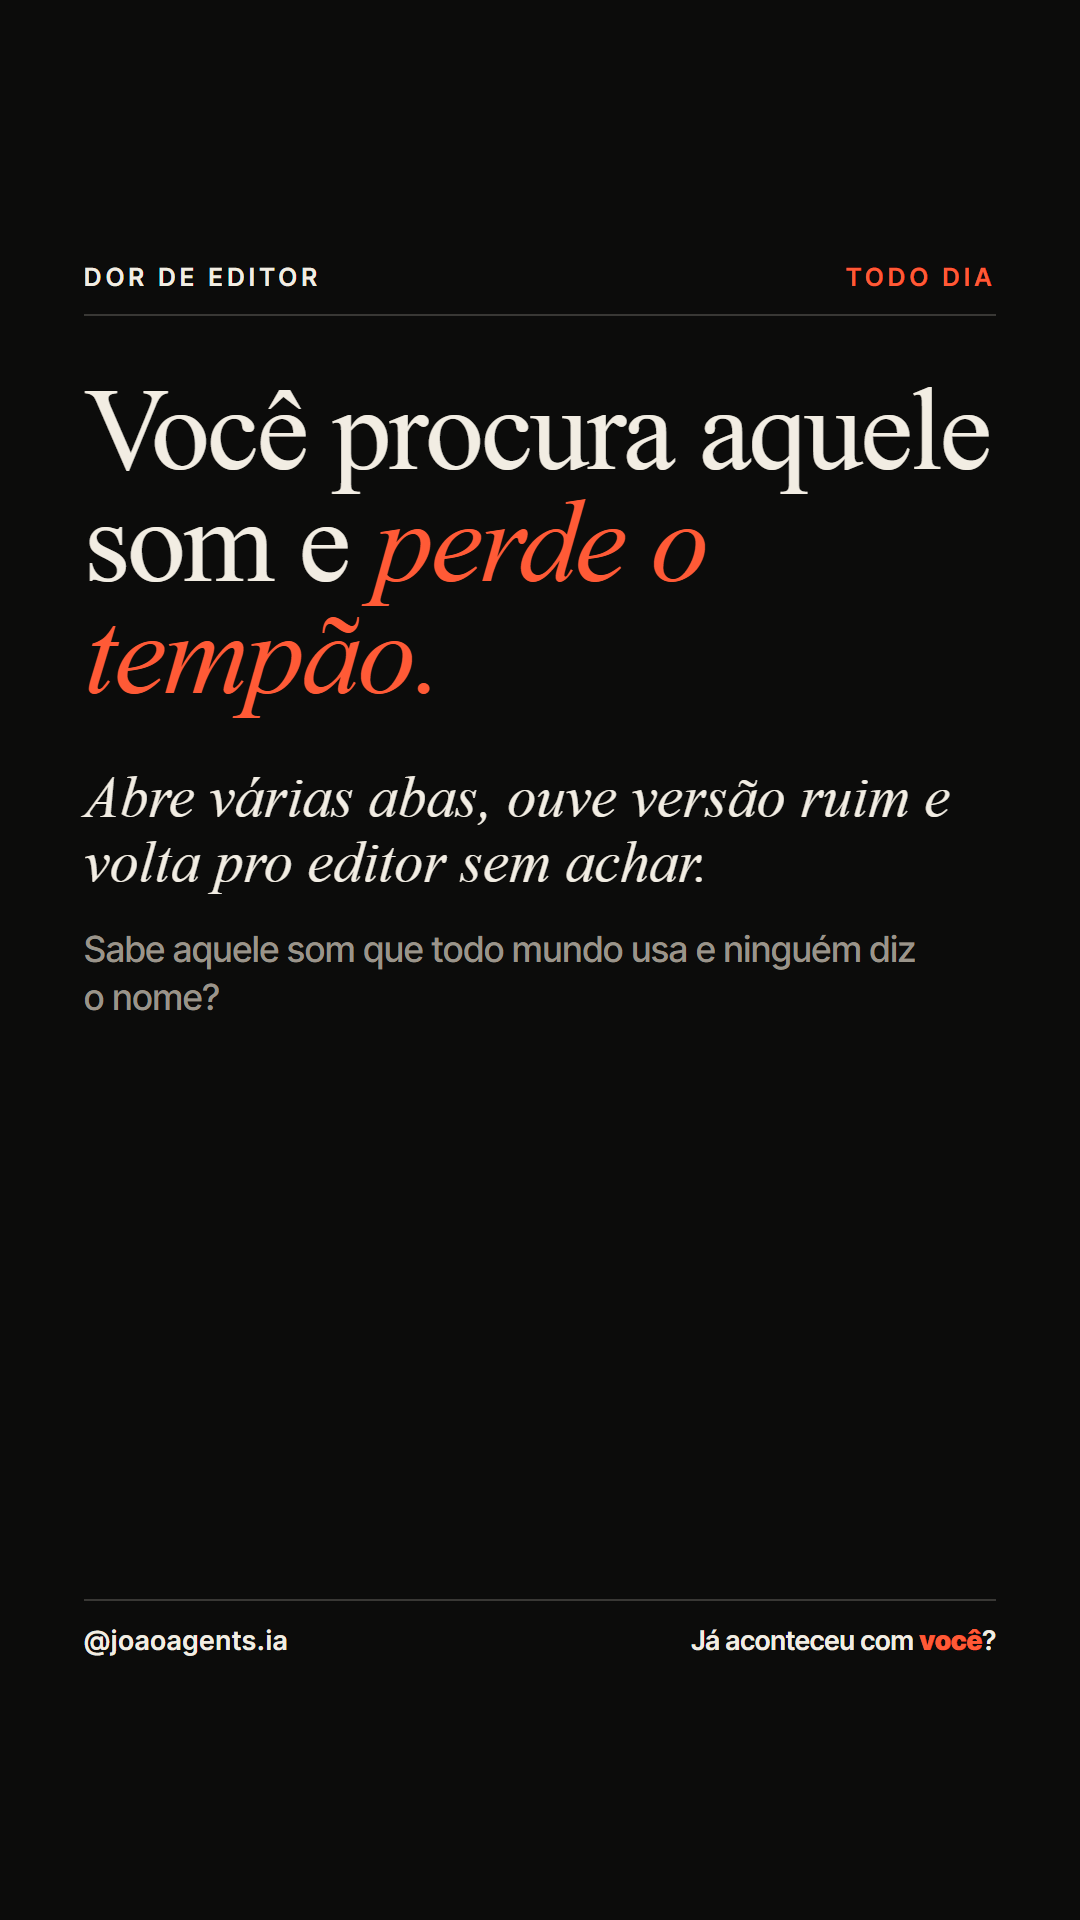 DOR DE EDITOR
TODO DIA
Você procura aquele
som e perde o
tempão.
Abre várias abas, ouve versão ruim e
volta pro editor sem achar.
Sabe aquele som que todo mundo usa e ninguém diz
o nome?
@joaoagents.ia
Já aconteceu com você?